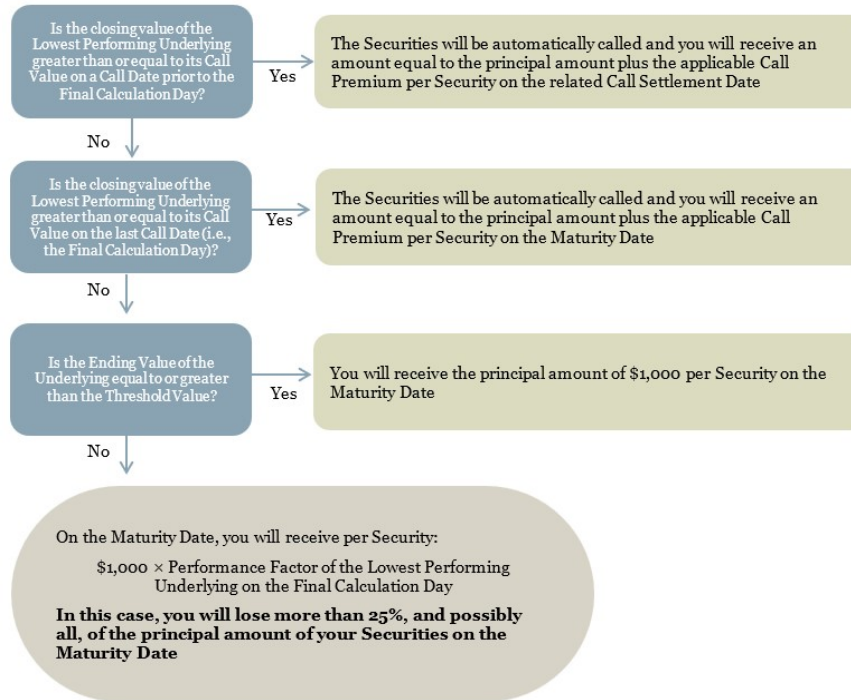 Is the closing value of the
Lowest Performing Underlying
greater than or equal to its Call
Value on a Call Date prior to the
Final Calculation Day?
Yes
The Securities will be automatically called and you will receive an
amount equal to the principal amount plus the applicable Call
Premium per Security on the related Call Settlement Date
No
Is the closing value of the
Lowest Performing Underlying
greater than or equal to its Call
Value on the last Call Date (i.e.,
the Final Calculation Day)?
Yes
The Securities will be automatically called and you will receive an
amount equal to the principal amount plus the applicable Call
Premium per Security on the Maturity Date
No
Is the Ending Value of the
Underlying equal to or greater
than the Threshold Value?
Yes
You will receive the principal amount of $1,000 per Security on the
Maturity Date
No
On the Maturity Date, you will receive per Security:
$1,000 × Performance Factor of the Lowest Performing
Underlying on the Final Calculation Day
In this case, you will lose more than 25%, and possibly
all, of the principal amount of your Securities on the
Maturity Date